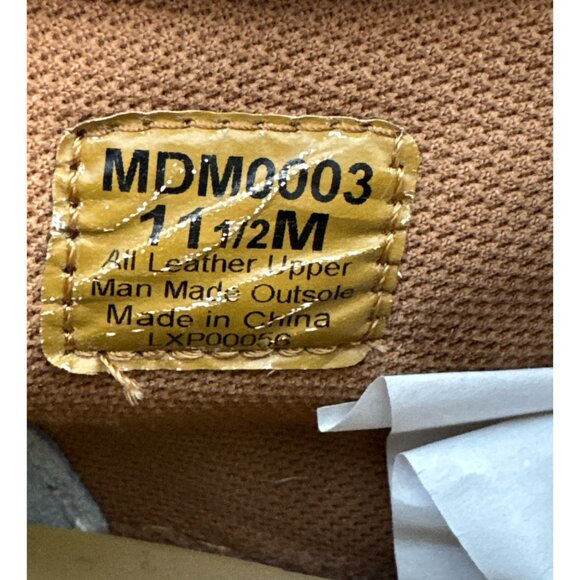 MDM0003
11 1/2M
All Leather Upper
Man Made Outsole
Made in China
LXP00056